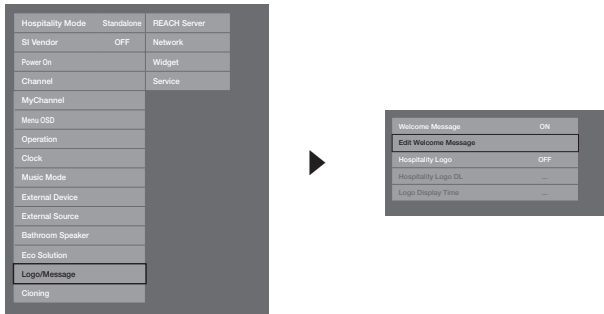 Hospitality Mode Standalone REACH Server
SI Vendor OFF Network
Power On Widget
Channel Service
MyChannel
Menu OSD
Operation
Clock
Music Mode
External Device
External Source
Bathroom Speaker
Eco Solution
Logo/Message
Cloning
Welcome Message ON
Edit Welcome Message
Hospitality Logo OFF
Hospitality Logo DL ...
Logo Display Time ...